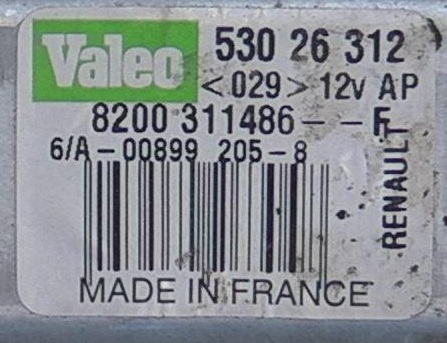 Valeo 530 26 312
<029> 12v AP
8200 311486--F
6/A-00899 205-8
RENAULT
MADE IN FRANCE